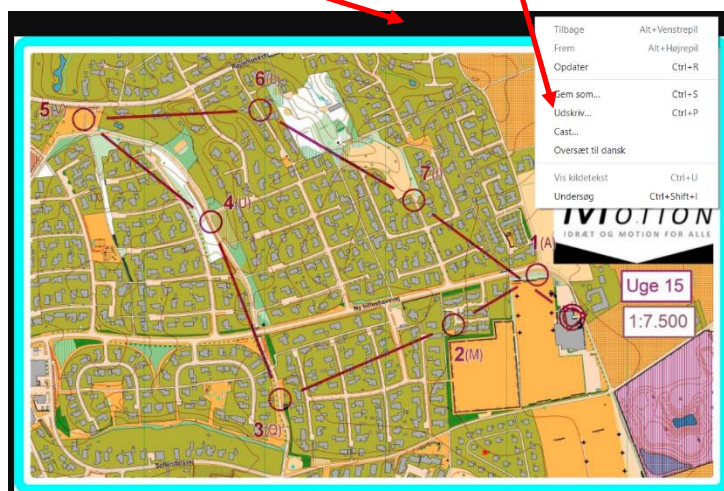 Tilbage Alt+Venstrepil
Frem Alt+Højrepil
Opdater Ctrl+R
Gem som... Ctrl+S
Udskriv... Ctrl+P
Cast...
Oversæt til dansk
Vis kildetekst Ctrl+U
Undersøg Ctrl+Shift+I
MOTION
IDRÆT OG MOTION FOR ALLE
6
5
7
4(U)
1(A)
Uge 15
1:7.500
2(M)
3(O)